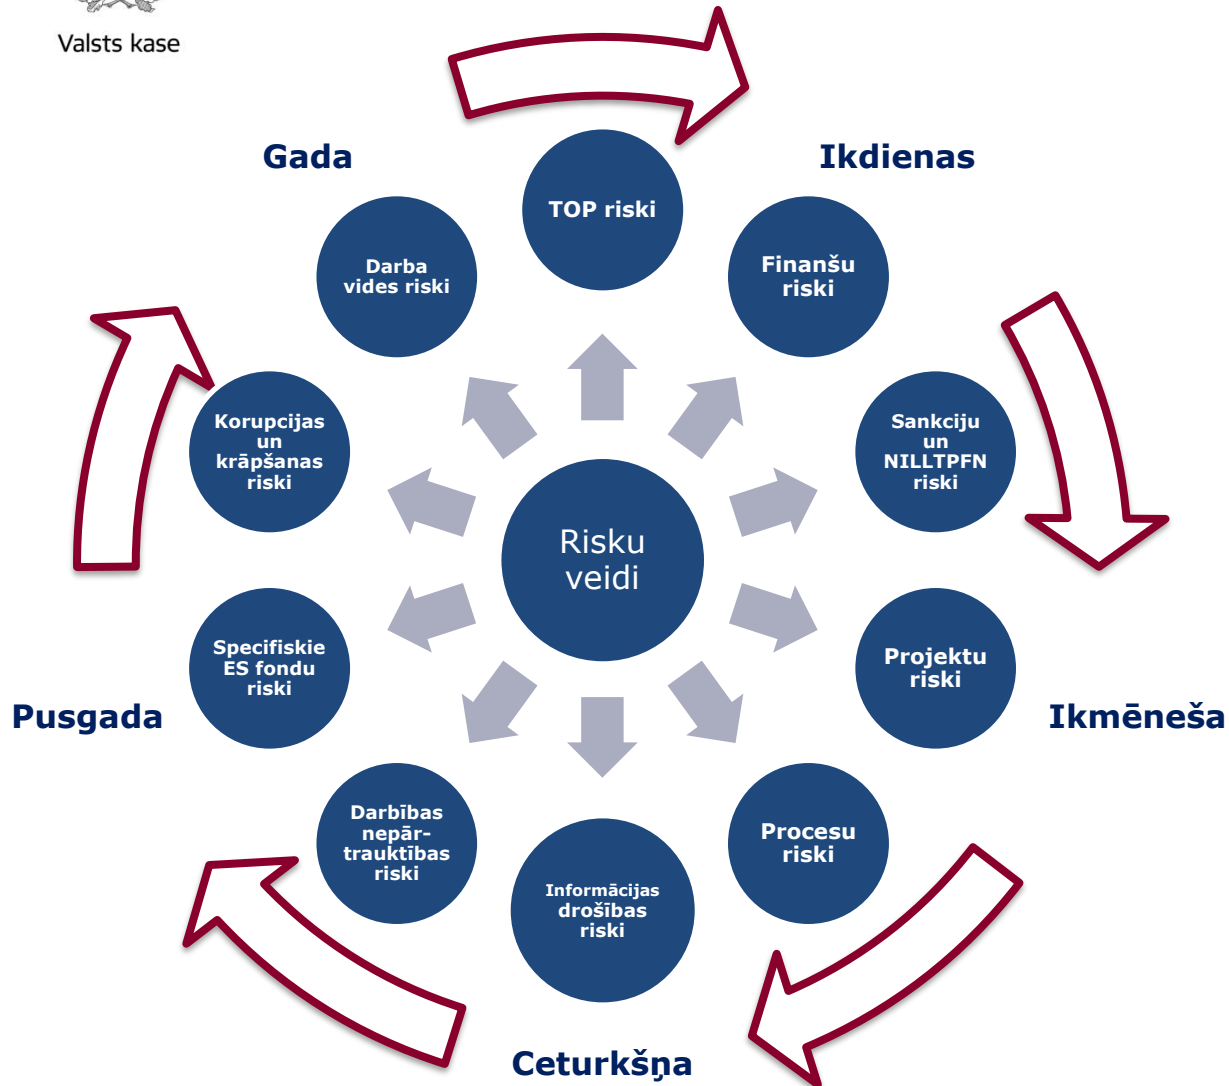 Valsts kase
Gada
Ikdienas
TOP riski
Darba
vides riski
Finanšu
riski
Korupcijas
un
krāpšanas
riski
Sankciju
un
NILLTPFN
riski
Risku
veidi
Specifiskie
ES fondu
riski
Projektu
riski
Pusgada
Ikmēneša
Darbības
nepār-
trauktības
riski
Procesu
riski
Informācijas
drošības
riski
Ceturkšņa